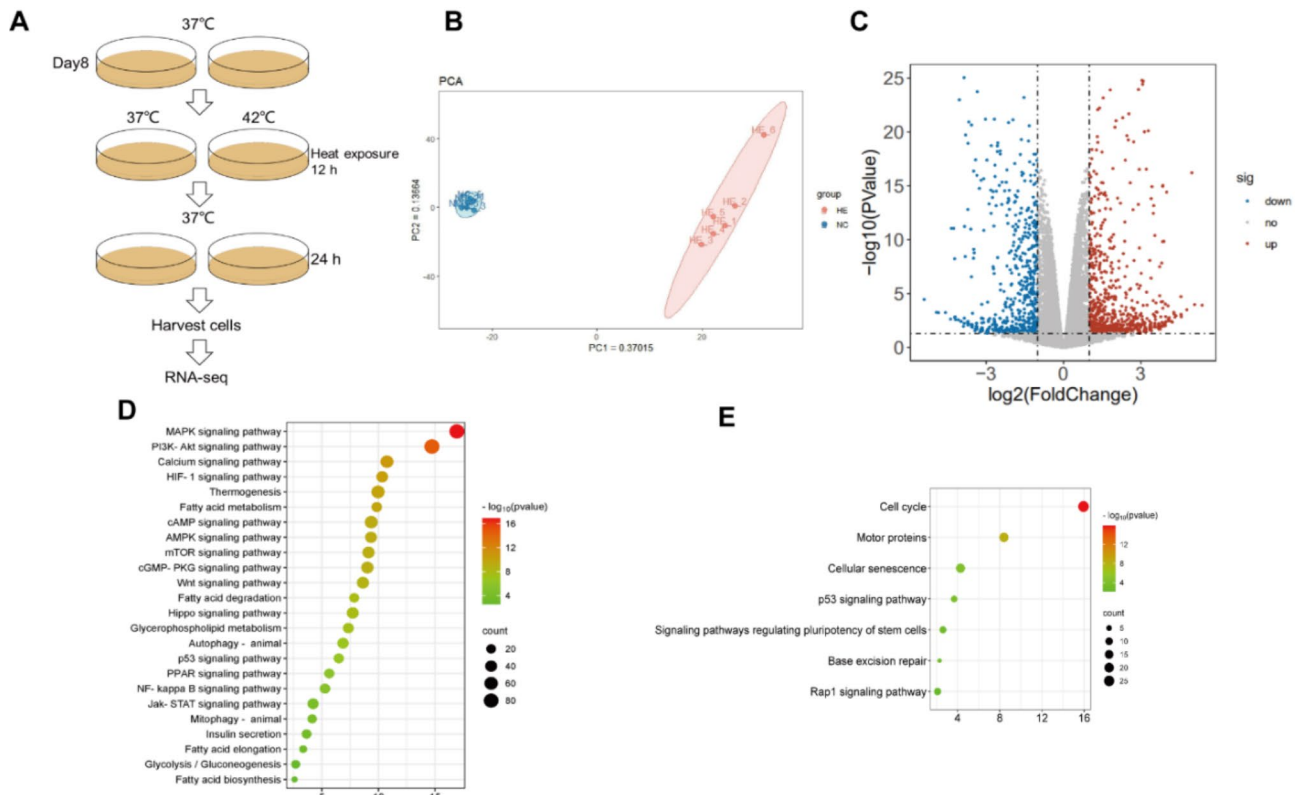 A
37℃
Day8
37℃
42℃
Heat exposure
12 h
37℃
24 h
Harvest cells
RNA-seq
B
PCA
40
0
-40
-20
0
20
PC2 = 0.13664
PC1 = 0.37015
HE_6
HE_2
HE_5
HE_1
HE_3
group
HE
NC
C
25
20
15
10
5
0
−3
0
3
−log10(PValue)
log2(FoldChange)
sig
down
no
up
D
MAPK signaling pathway
PI3K- Akt signaling pathway
Calcium signaling pathway
HIF- 1 signaling pathway
Thermogenesis
Fatty acid metabolism
cAMP signaling pathway
AMPK signaling pathway
mTOR signaling pathway
cGMP- PKG signaling pathway
Wnt signaling pathway
Fatty acid degradation
Hippo signaling pathway
Glycerophospholipid metabolism
Autophagy - animal
p53 signaling pathway
PPAR signaling pathway
NF- kappa B signaling pathway
Jak- STAT signaling pathway
Mitophagy - animal
Insulin secretion
Fatty acid elongation
Glycolysis / Gluconeogenesis
Fatty acid biosynthesis
- log10(pvalue)
16
12
8
4
count
20
40
60
80
E
Cell cycle
Motor proteins
Cellular senescence
p53 signaling pathway
Signaling pathways regulating pluripotency of stem cells
Base excision repair
Rap1 signaling pathway
4
8
12
16
- log10(pvalue)
12
8
4
count
5
10
15
20
25